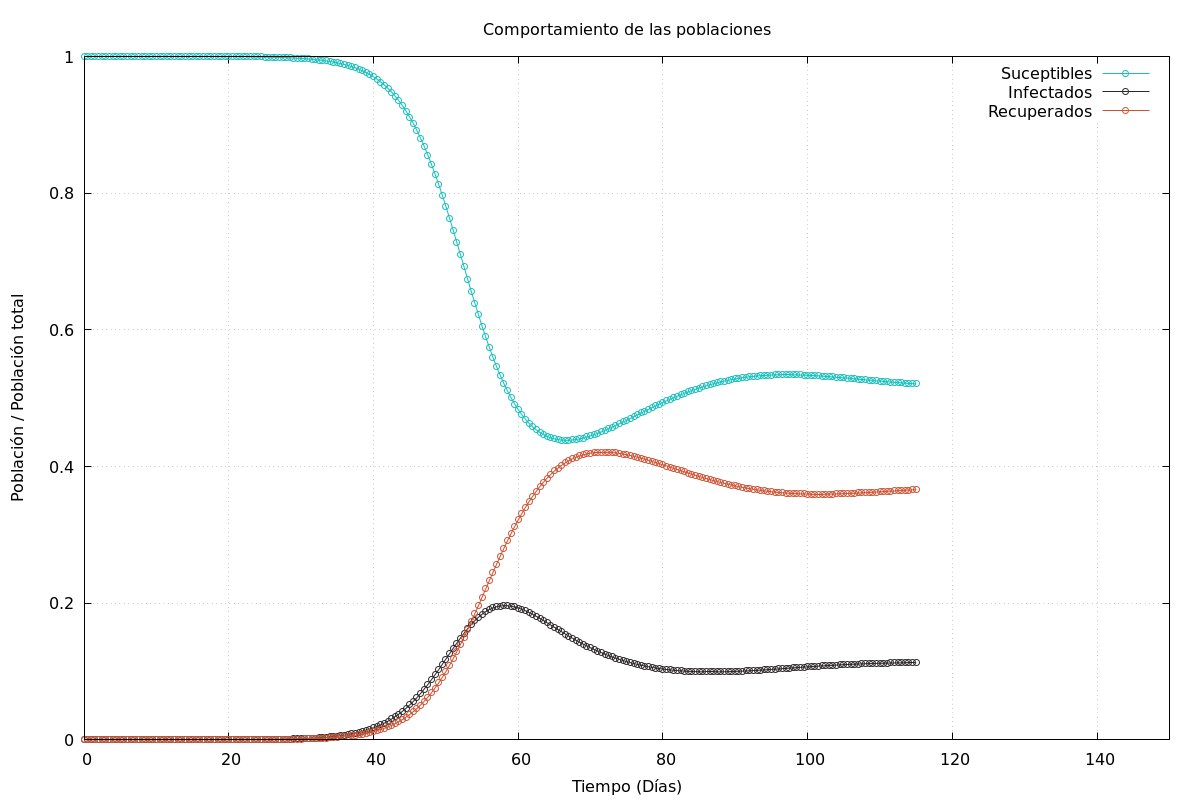 Comportamiento de las poblaciones
Suceptibles
Infectados
Recuperados
1
0.8
0.6
0.4
0.2
0
Población / Población total
0 20 40 60 80 100 120 140
Tiempo (Días)